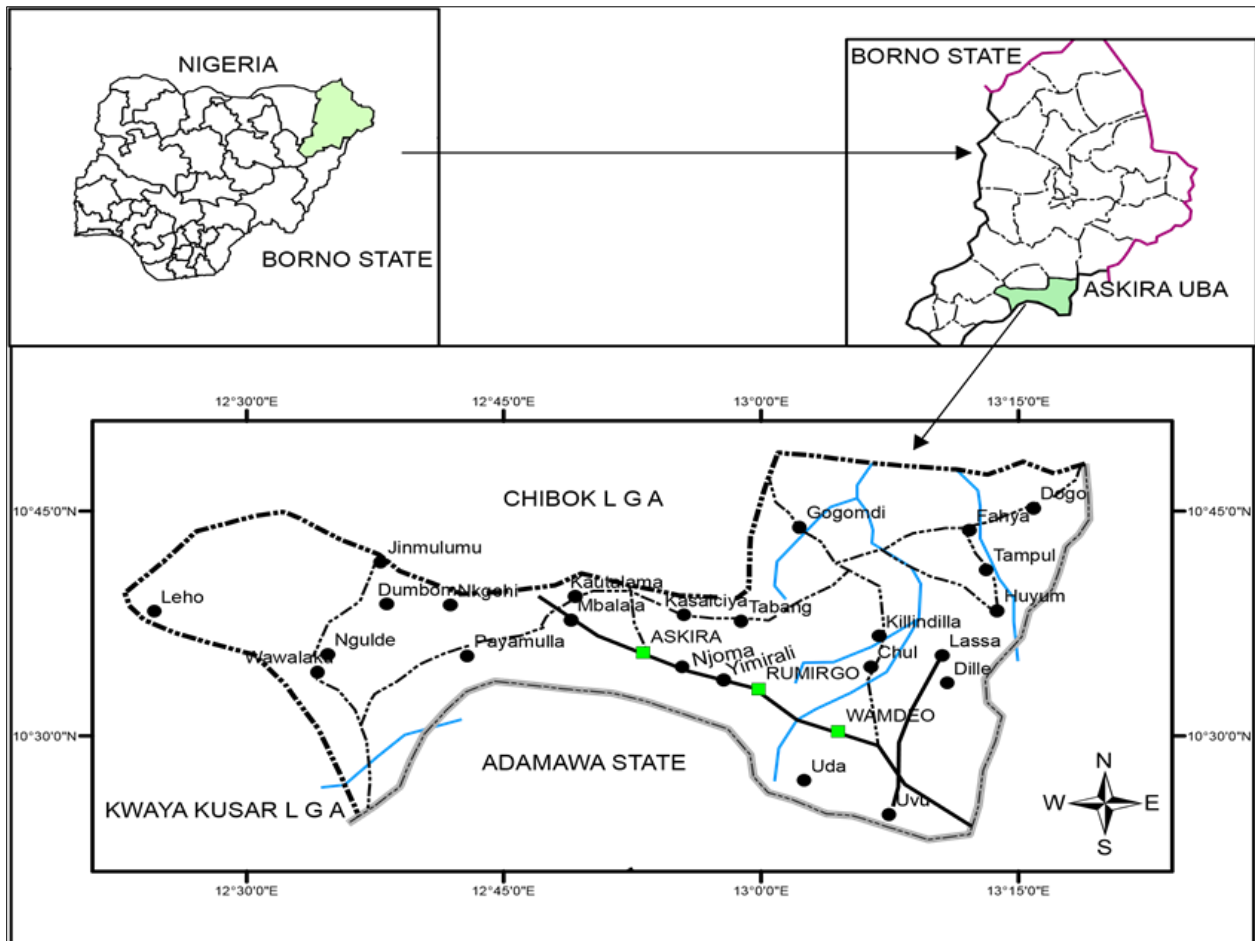 NIGERIA
BORNO STATE
BORNO STATE
ASKIRA UBA
12°30'0"E
12°45'0"E
13°0'0"E
13°15'0"E
CHIBOK L G A
Dogo
10°45'0"N
Gogomdi
Fahya
10°45'0"N
Jinmulumu
Tampul
Leho
Dumbom
Nkgohi
Kautalama
Mbalala
Kasaiciya
Tabang
Huyum
Killindilla
Ngulde
Payamulla
ASKIRA
Lassa
Wawalaka
Njoma
Yimirali
Chul
Dille
RUMIRGO
WAMDEO
10°30'0"N
10°30'0"N
ADAMAWA STATE
Uda
Uvu
KWAYA KUSAR L G A
N
W
E
S
12°30'0"E
12°45'0"E
13°0'0"E
13°15'0"E